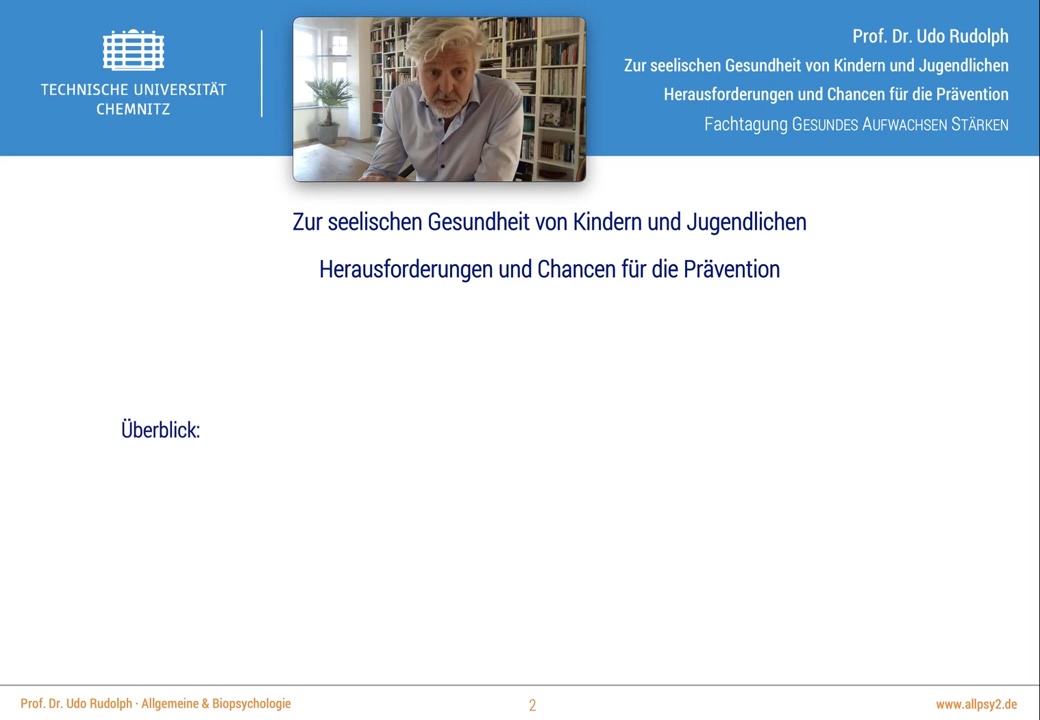 TECHNISCHE UNIVERSITÄT
CHEMNITZ
Prof. Dr. Udo Rudolph
Zur seelischen Gesundheit von Kindern und Jugendlichen
Herausforderungen und Chancen für die Prävention
Fachtagung GESUNDES AUFWACHSEN STÄRKEN
Zur seelischen Gesundheit von Kindern und Jugendlichen
Herausforderungen und Chancen für die Prävention
Überblick:
Prof. Dr. Udo Rudolph · Allgemeine & Biopsychologie
2
www.allpsy2.de